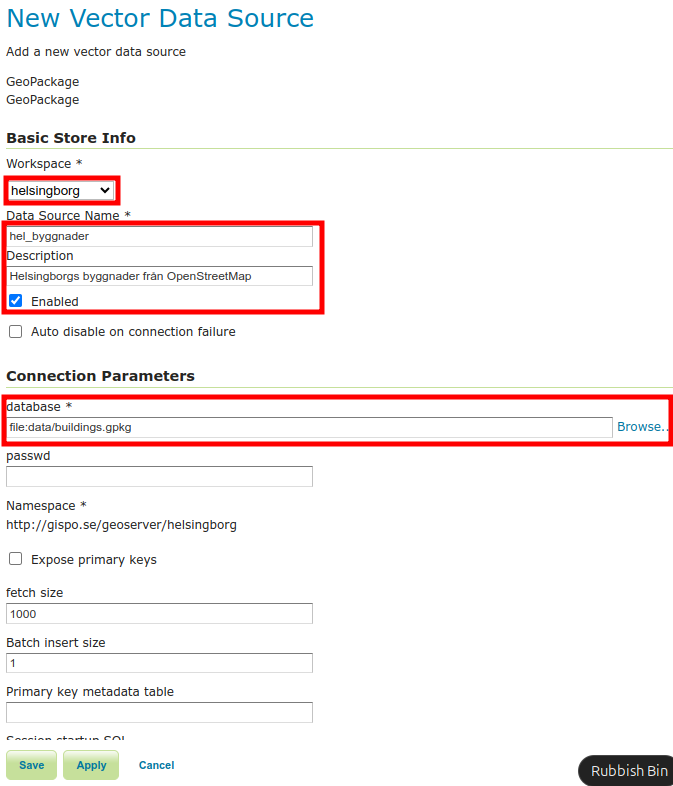 New Vector Data Source
Add a new vector data source
GeoPackage
GeoPackage
Basic Store Info
Workspace *
helsingborg
Data Source Name *
hel_byggnader
Description
Helsingborgs byggnader från OpenStreetMap
Enabled
Auto disable on connection failure
Connection Parameters
database *
file:data/buildings.gpkg Browse..
passwd
Namespace *
http://gispo.se/geoserver/helsingborg
Expose primary keys
fetch size
1000
Batch insert size
1
Primary key metadata table
Session startup SQL
Save Apply Cancel
Rubbish Bin